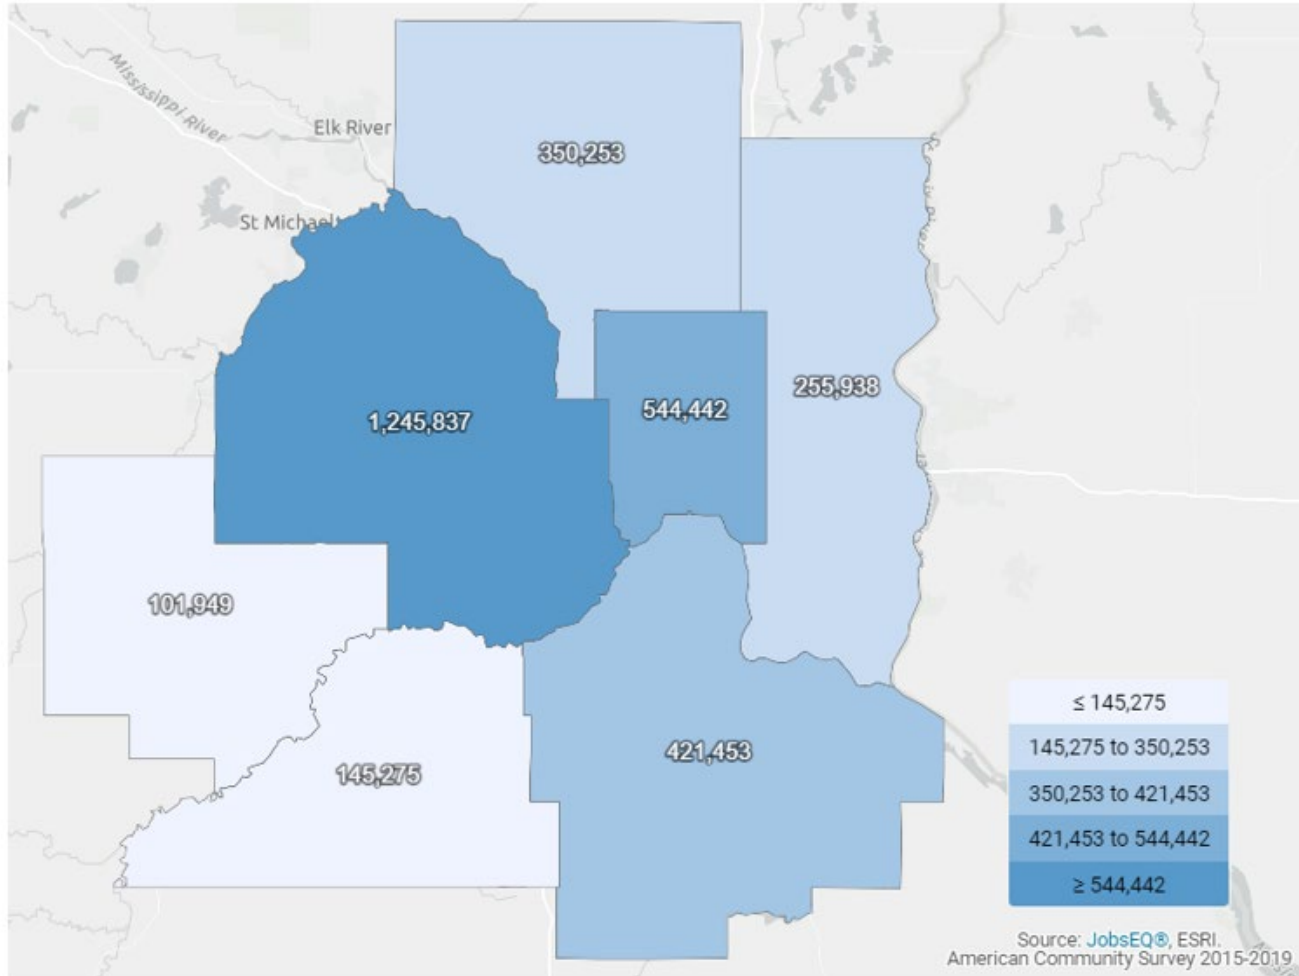 Mississippi River
Elk River
350,253
St Michael
255,938
544,442
1,245,837
101,949
421,453
145,275
≤ 145,275
145,275 to 350,253
350,253 to 421,453
421,453 to 544,442
≥ 544,442
Source: JobsEQ®, ESRI.
American Community Survey 2015-2019